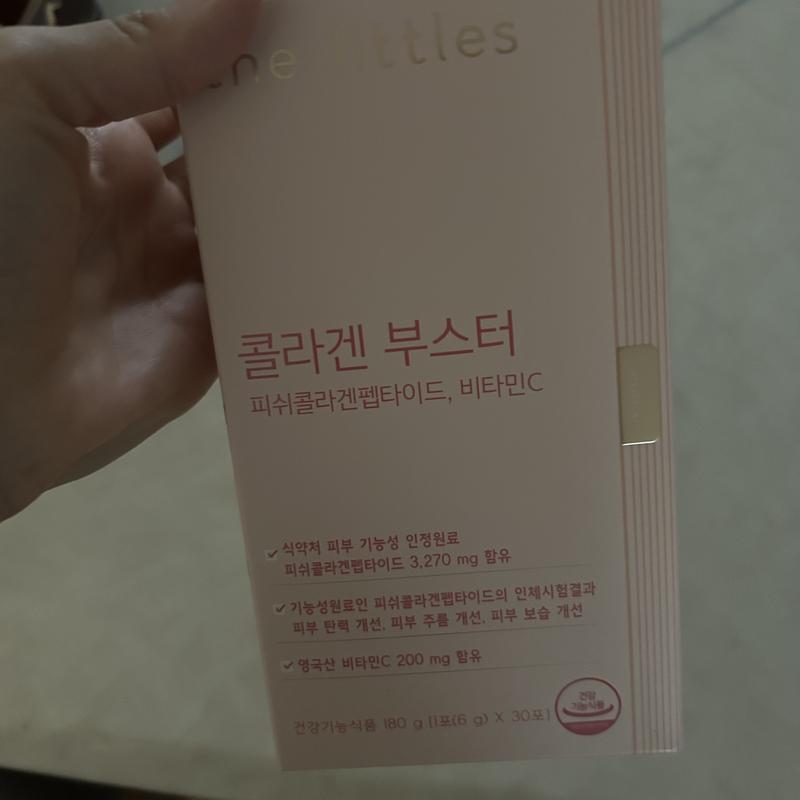 the littles
콜라겐 부스터
피쉬콜라겐펩타이드, 비타민C
식약처 피부 기능성 인정원료
피쉬콜라겐펩타이드 3,270 mg 함유
기능성원료인 피쉬콜라겐펩타이드의 인체시험결과
피부 탄력 개선, 피부 주름 개선, 피부 보습 개선
영국산 비타민C 200 mg 함유
건강기능식품 180 g [1포(6 g) X 30포]
건강
기능식품